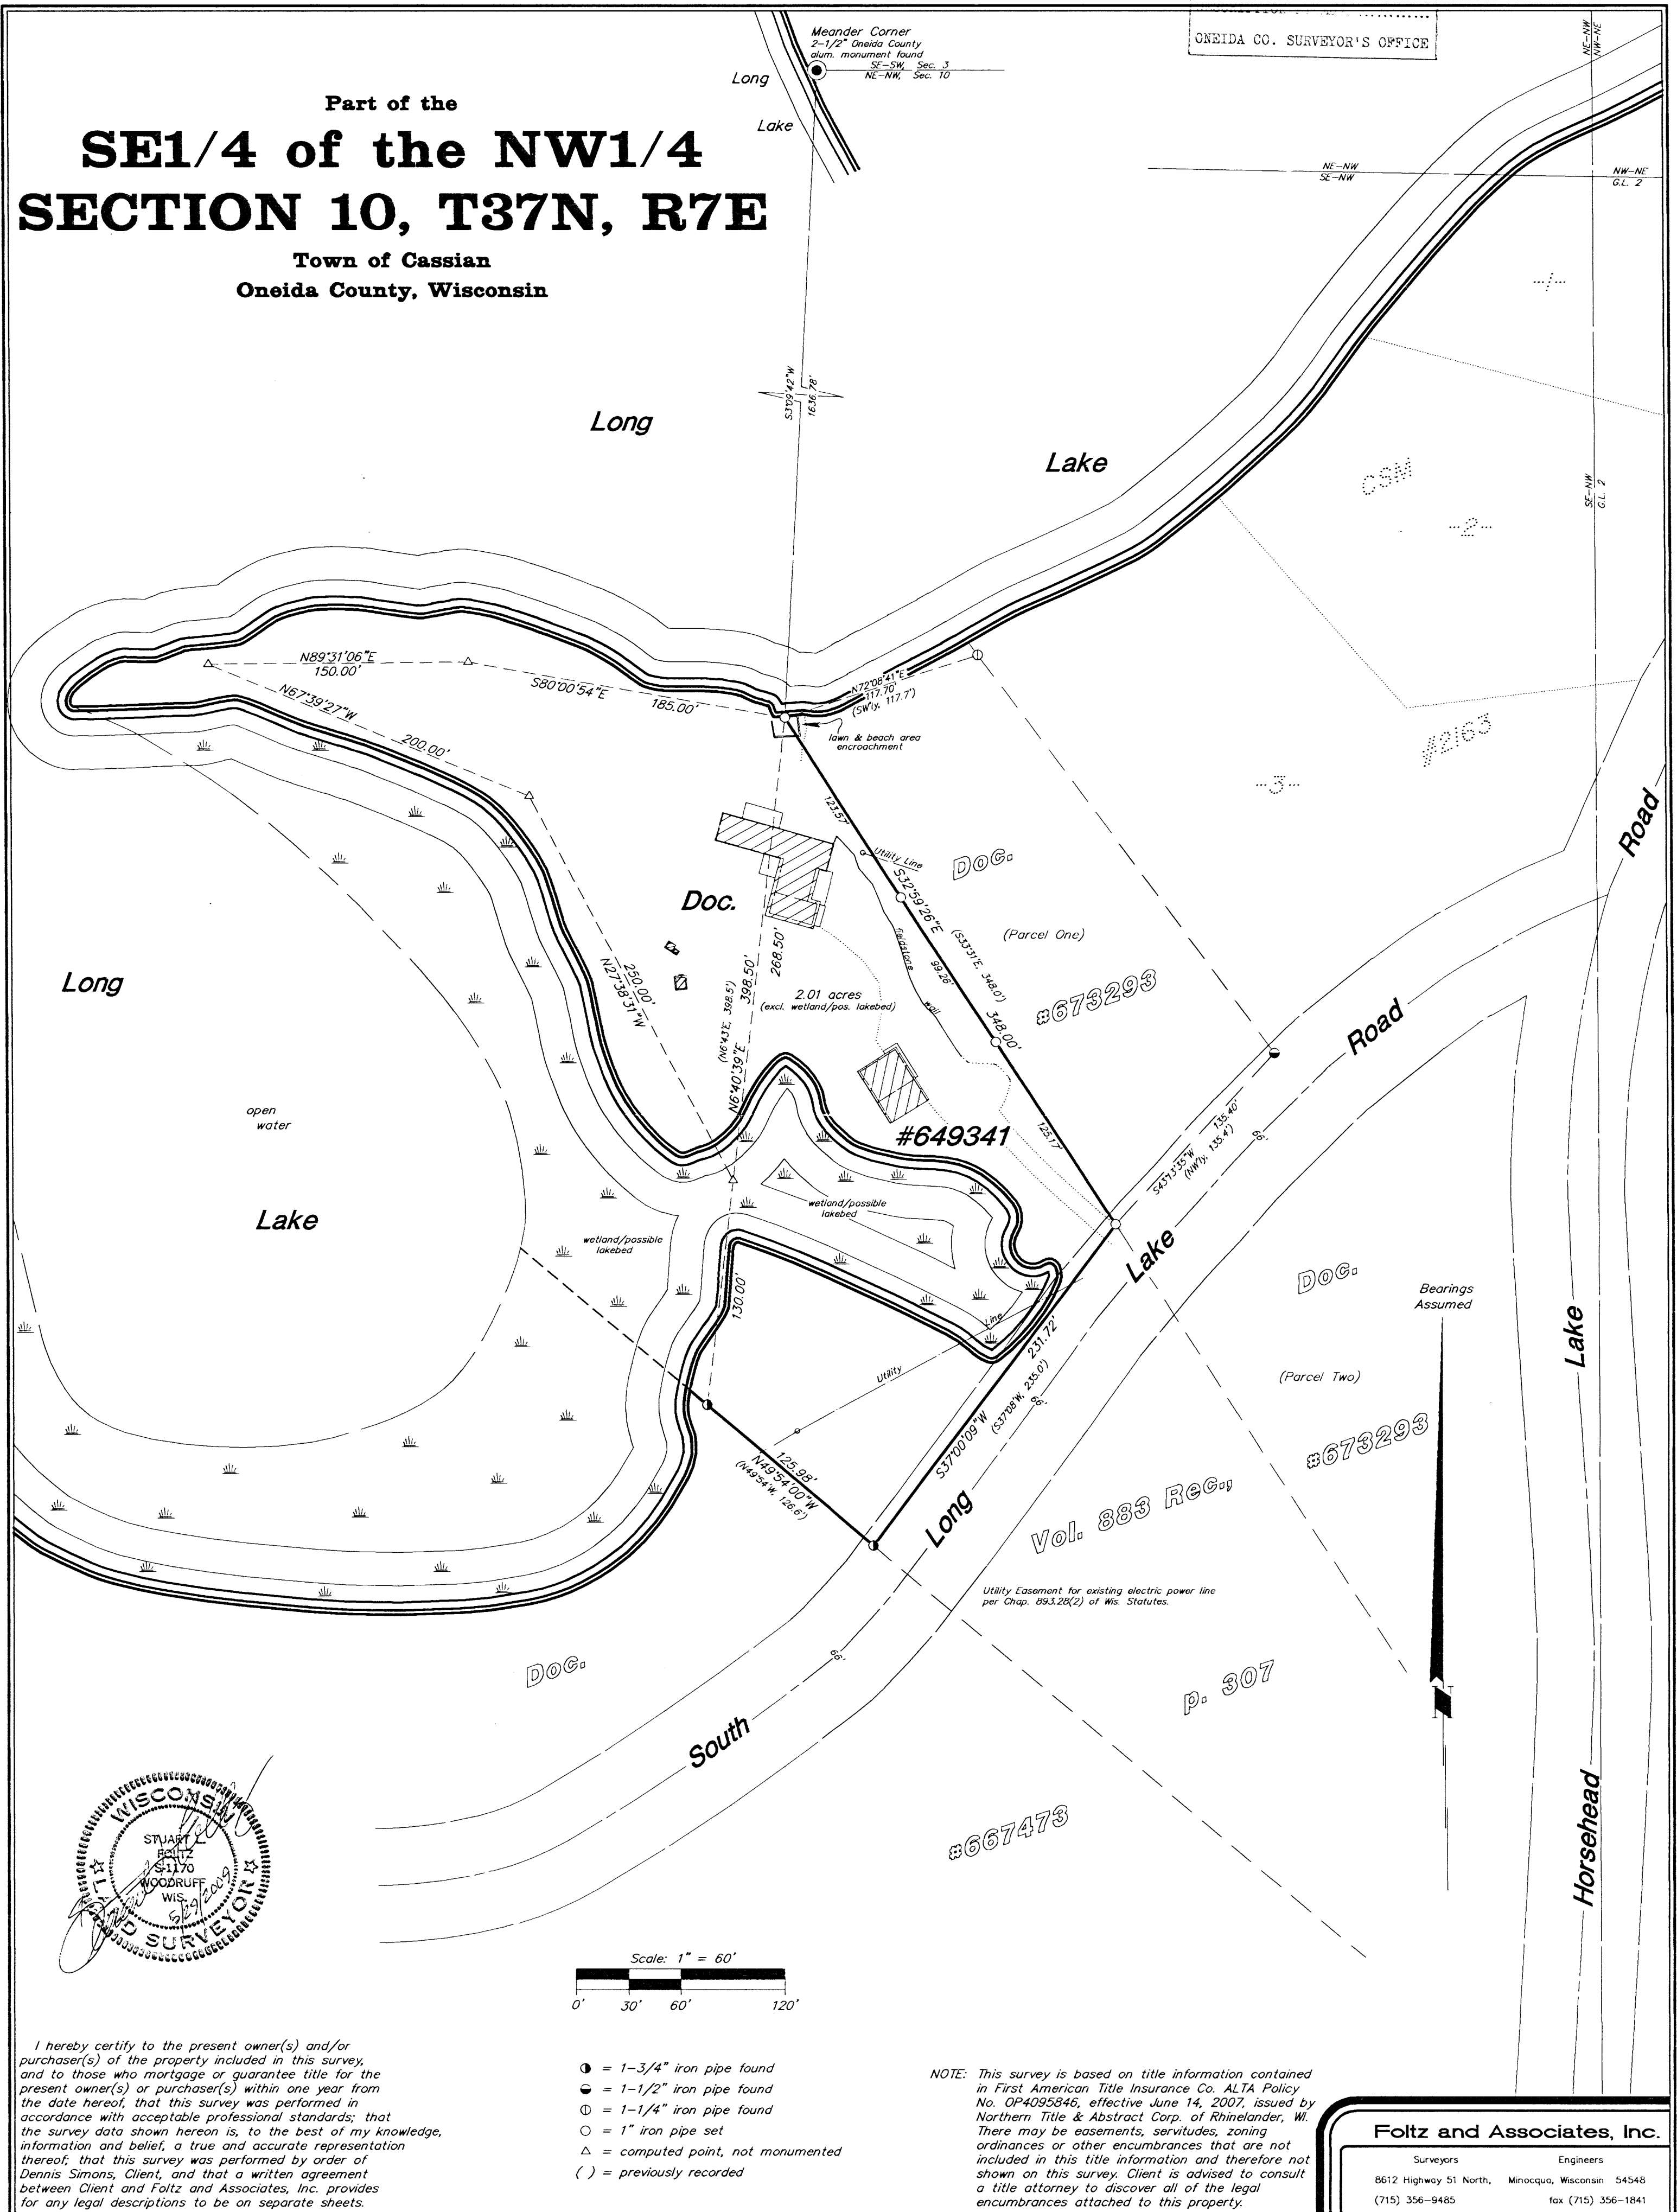 ONEIDA CO. SURVEYOR'S OFFICE
Meander Corner
2-1/2" Oneida County
alum. monument found
SE-SW, Sec. 3
NE-NW, Sec. 10
Long
Lake
Part of the
SE1/4 of the NW1/4
SECTION 10, T37N, R7E
Town of Cassian
Oneida County, Wisconsin
NE-NW
NW-NE
NE-NW
SE-NW
NW-NE
G.L. 2
-1-
S3°09'42"W
1636.78'
Long
Lake
CSM
-2-
SE-NW
G.L. 2
N89°31'06"E
150.00'
S80°00'54"E
185.00'
N67°39'27"W
200.00'
N72°08'41"E
117.70'
(SW'ly, 117.7')
lawn & beach area
encroachment
#2163
-3-
Road
123.57'
Utility Line
Doc.
Doc.
S32°59'26"E
(S33°31'E, 348.0')
348.00'
(Parcel One)
fieldstone
wall
99.26'
#673293
Long
250.00'
N27°38'31"W
268.50'
398.50'
(N6°43'E, 398.5')
N6°40'39"E
2.01 acres
(excl. wetland/pos. lakebed)
Road
open
water
#649341
125.17'
135.40'
S43°13'35"W
(NW'ly, 135.4')
66'
Lake
wetland/possible
lakebed
wetland/possible
lakebed
Lake
Doc.
Bearings
Assumed
130.00'
Line
Utility
231.72'
S37°00'09"W
(S37°08'W, 235.0')
66'
Lake
(Parcel Two)
#673293
125.98'
N49°54'00"W
(N49°54'W, 126.6')
Long
Vol. 883 Rec.,
Utility Easement for existing electric power line
per Chap. 893.28(2) of Wis. Statutes.
Doc.
66'
p. 307
N
South
#667473
Horsehead
WISCONSIN
STUART L.
FOLTZ
S-1170
WOODRUFF
WIS.
5/29/2009
LAND SURVEYOR
Scale: 1" = 60'
0' 30' 60' 120'
I hereby certify to the present owner(s) and/or
purchaser(s) of the property included in this survey,
and to those who mortgage or guarantee title for the
present owner(s) or purchaser(s) within one year from
the date hereof, that this survey was performed in
accordance with acceptable professional standards; that
the survey data shown hereon is, to the best of my knowledge,
information and belief, a true and accurate representation
thereof; that this survey was performed by order of
Dennis Simons, Client, and that a written agreement
between Client and Foltz and Associates, Inc. provides
for any legal descriptions to be on separate sheets.
= 1-3/4" iron pipe found
= 1-1/2" iron pipe found
= 1-1/4" iron pipe found
= 1" iron pipe set
= computed point, not monumented
( ) = previously recorded
NOTE: This survey is based on title information contained
in First American Title Insurance Co. ALTA Policy
No. OP4095846, effective June 14, 2007, issued by
Northern Title & Abstract Corp. of Rhinelander, WI.
There may be easements, servitudes, zoning
ordinances or other encumbrances that are not
included in this title information and therefore not
shown on this survey. Client is advised to consult
a title attorney to discover all of the legal
encumbrances attached to this property.
Foltz and Associates, Inc.
Surveyors Engineers
8612 Highway 51 North, Minocqua, Wisconsin 54548
(715) 356-9485 fax (715) 356-1841